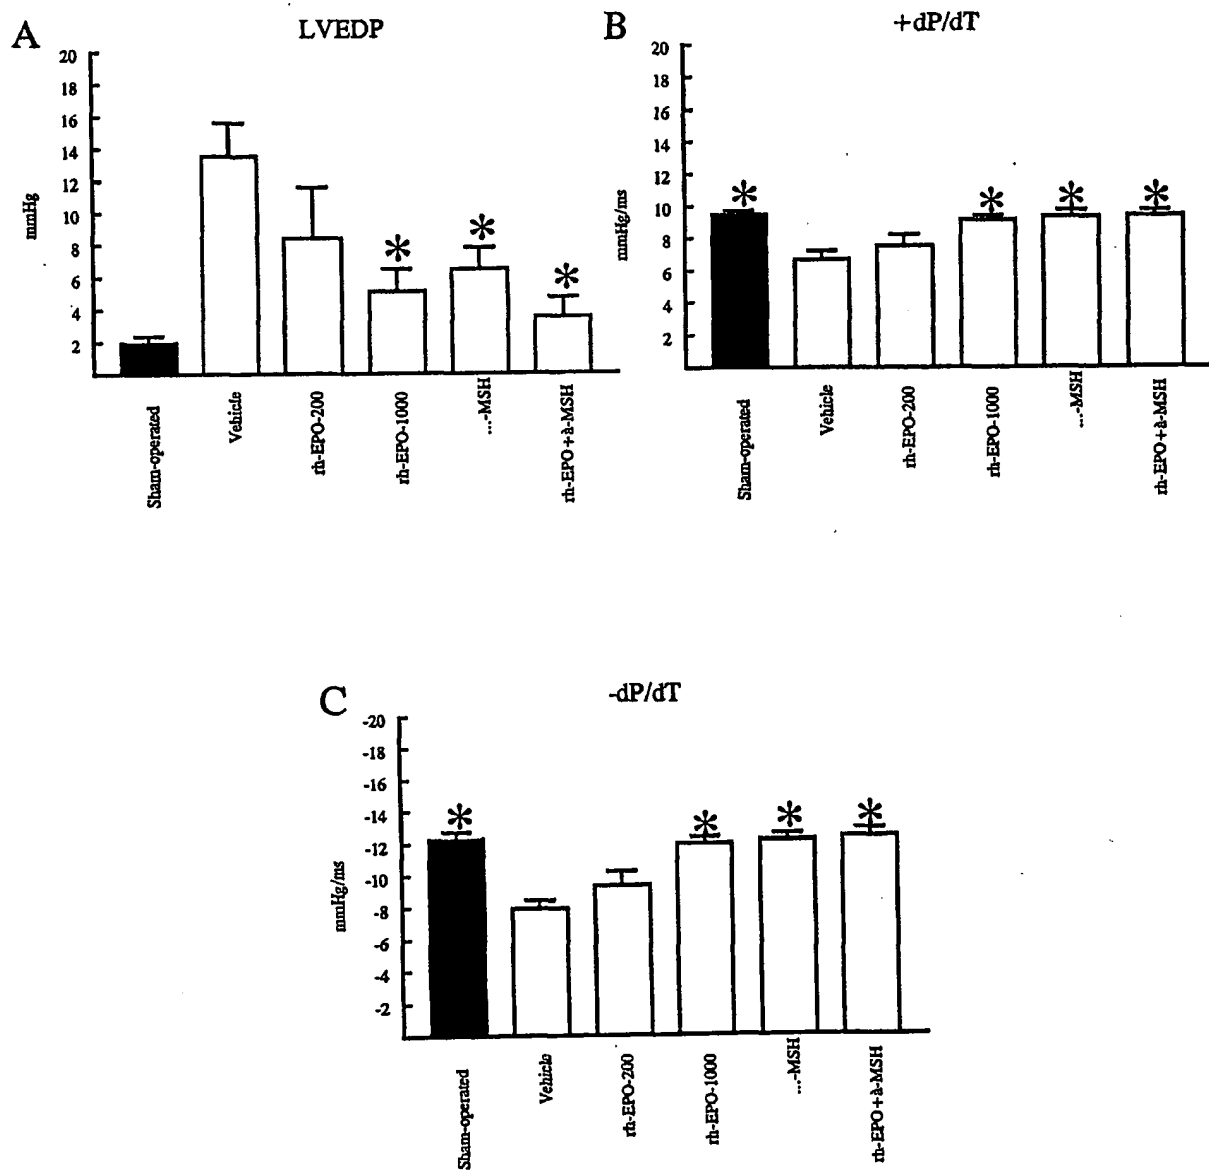 A
LVEDP
20
18
16
14
12
10
8
6
4
2
mmHg
*
*
*
Sham-operated
Vehicle
rh-EPO-200
rh-EPO-1000
...-MSH
rh-EPO+à-MSH
B
+dP/dT
20
18
16
14
12
10
8
6
4
2
mmHg/ms
*
*
*
*
Sham-operated
Vehicle
rh-EPO-200
rh-EPO-1000
...-MSH
rh-EPO+à-MSH
C
-dP/dT
-20
-18
-16
-14
-12
-10
-8
-6
-4
-2
mmHg/ms
*
*
*
*
Sham-operated
Vehicle
rh-EPO-200
rh-EPO-1000
...-MSH
rh-EPO+à-MSH